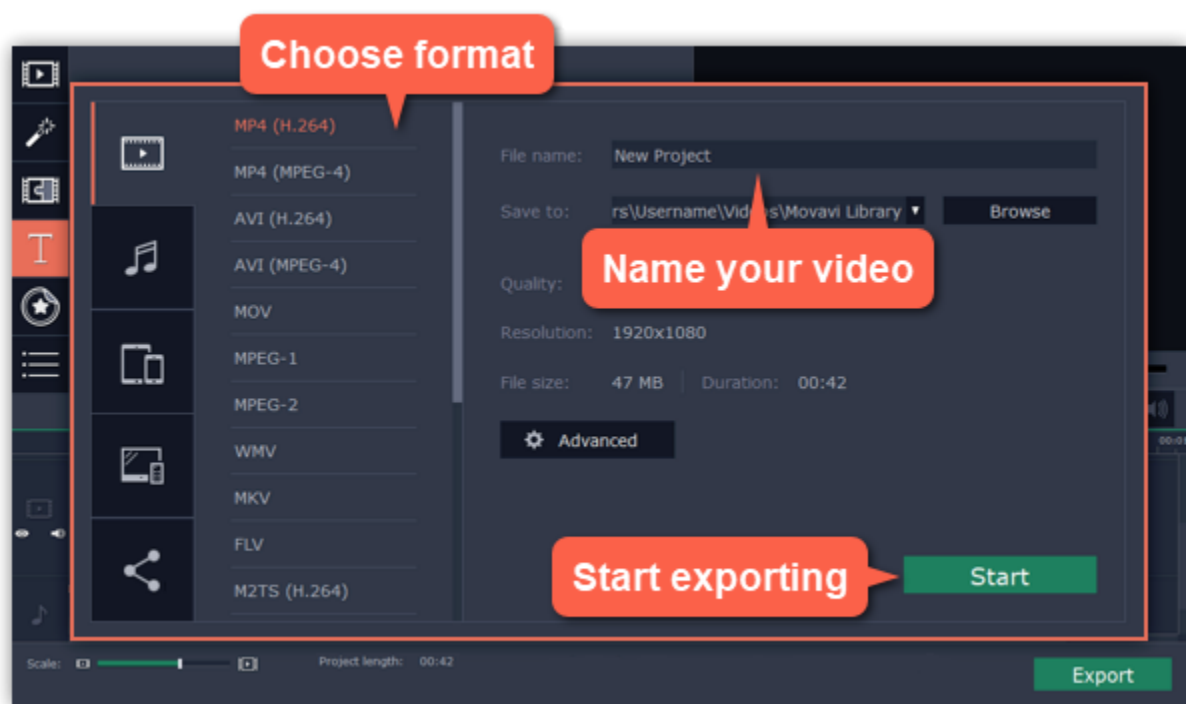 Choose format
MP4 (H.264)
MP4 (MPEG-4)
AVI (H.264)
AVI (MPEG-4)
MOV
MPEG-1
MPEG-2
WMV
MKV
FLV
M2TS (H.264)
File name: New Project
Save to: rs\Username\Videos\Movavi Library Browse
Name your video
Quality:
Resolution: 1920x1080
File size: 47 MB Duration: 00:42
Advanced
Start exporting
Start
T
Scale: Project length: 00:42
Export